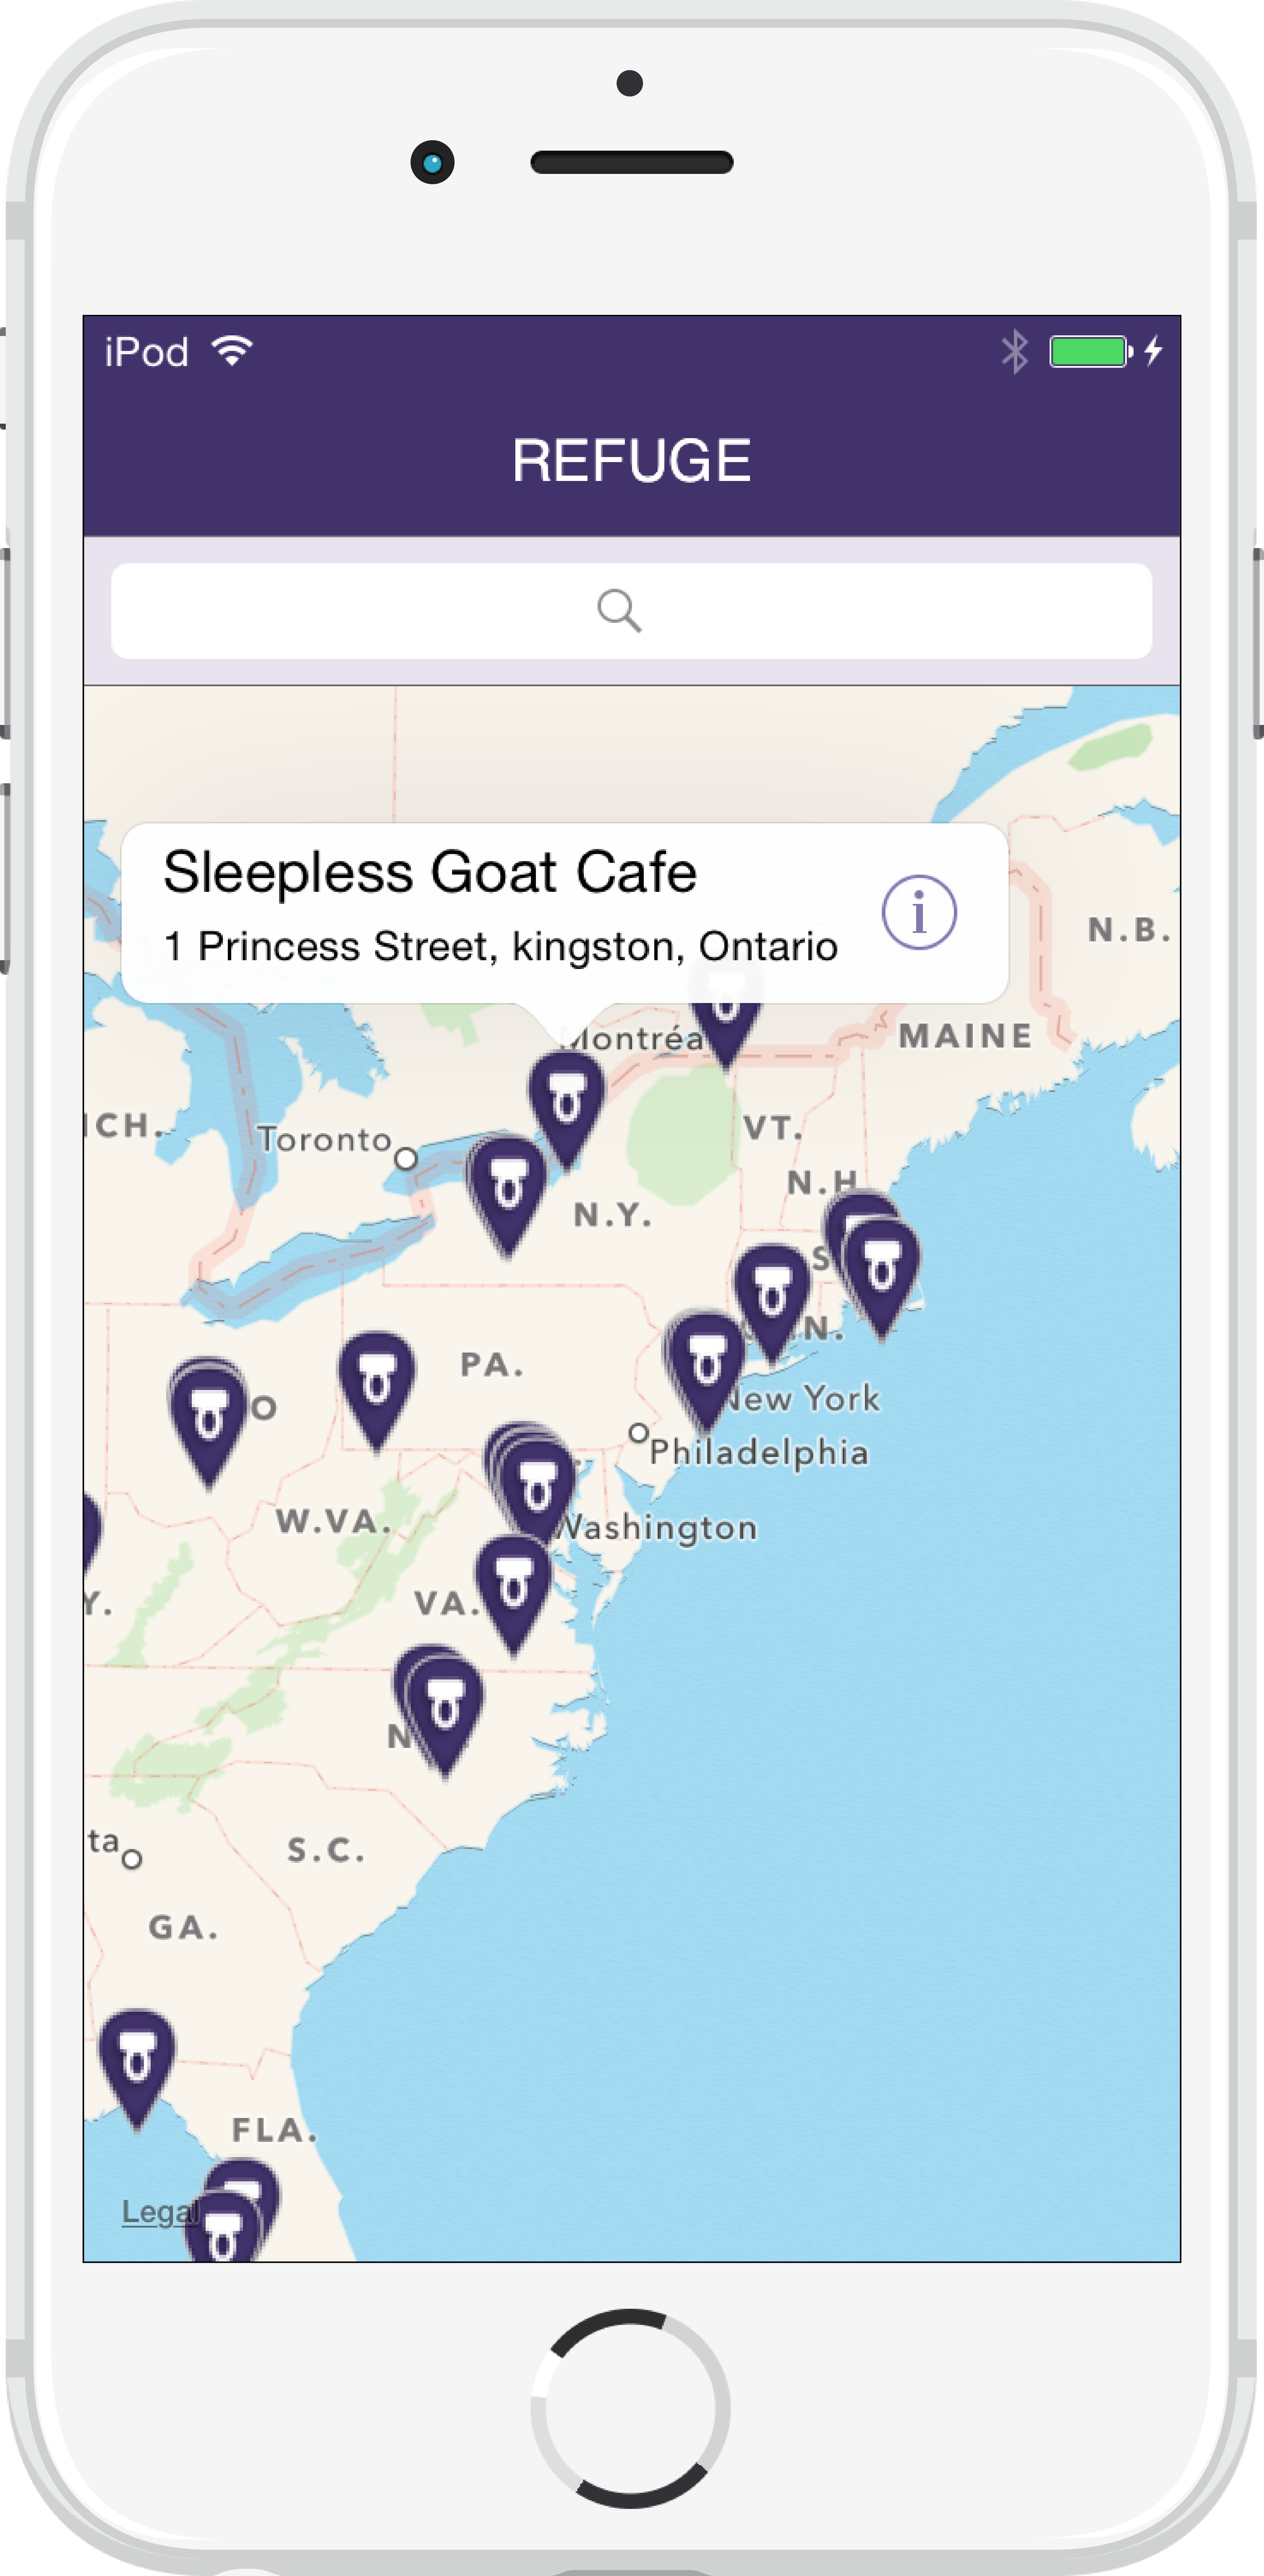 iPod
REFUGE
Sleepless Goat Cafe
1 Princess Street, kingston, Ontario
N.B.
MAINE
Montréa
ICH.
Toronto
VT.
N.H
N.Y.
S
N.
PA.
O
New York
Philadelphia
W.VA.
Washington
VA.
Y.
N
ta
S.C.
GA.
FLA.
Legal